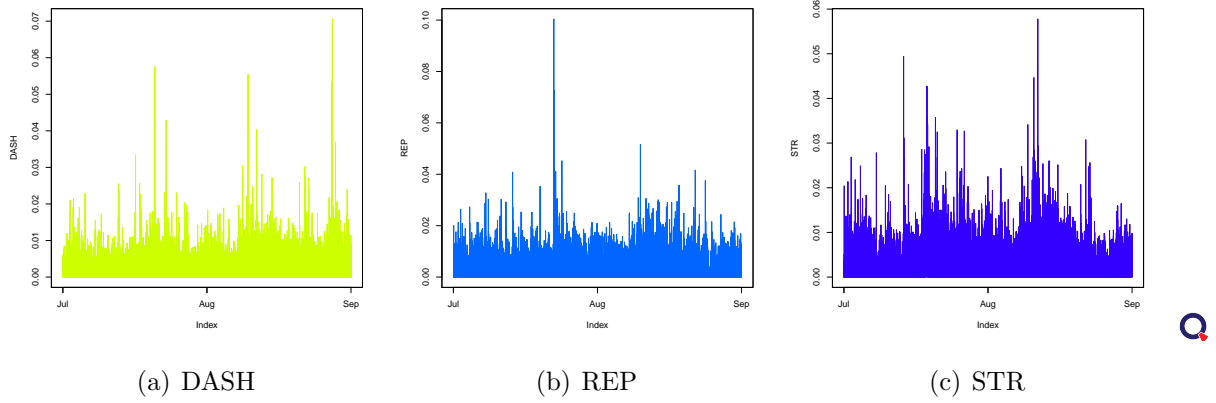 DASH
0.00 0.01 0.02 0.03 0.04 0.05 0.06 0.07
Jul Aug Sep
Index
(a) DASH
REP
0.00 0.02 0.04 0.06 0.08 0.10
Jul Aug Sep
Index
(b) REP
STR
0.00 0.01 0.02 0.03 0.04 0.05 0.06
Jul Aug Sep
Index
(c) STR